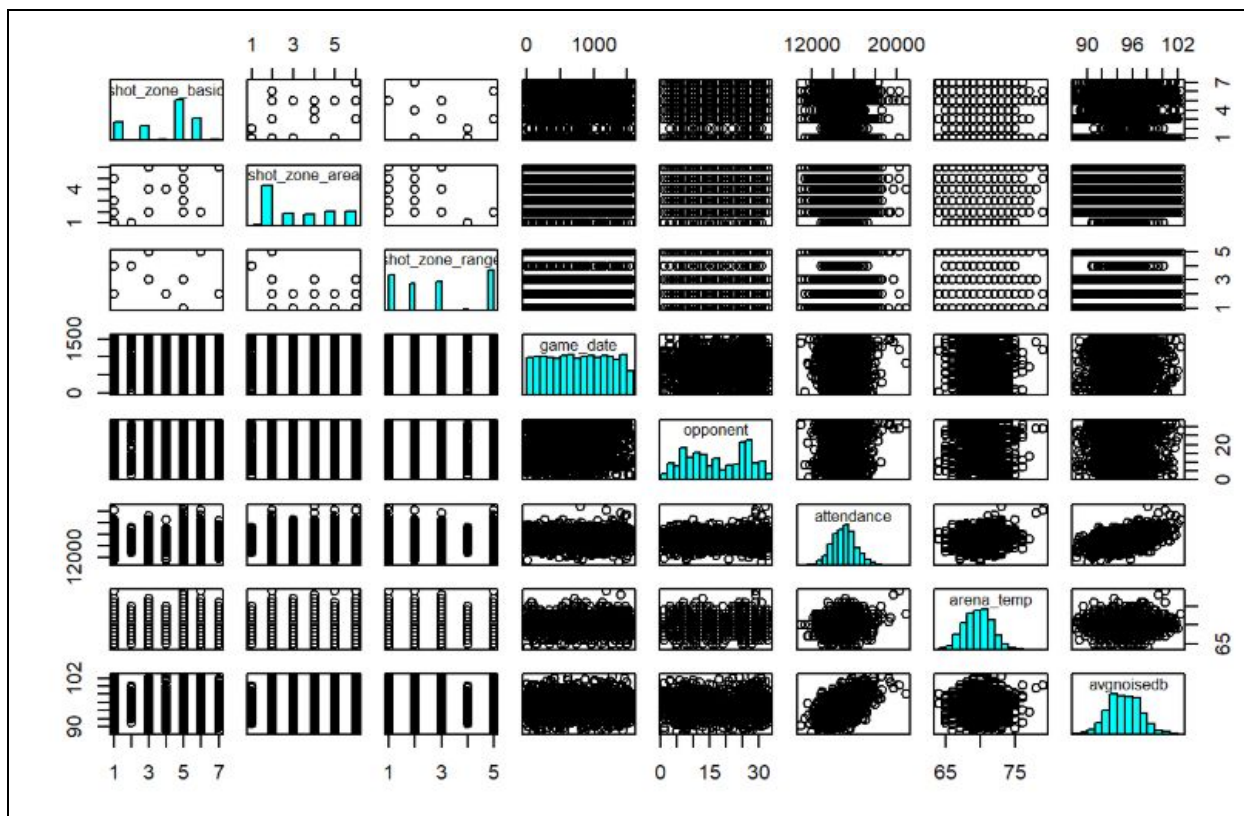 1 3 5 0 1000 12000 20000 90 96 102
shot_zone_basic 1 4 7
1 4 shot_zone_area
shot_zone_range 1 3 5
0 1500 game_date
opponent 0 20
12000 attendance
arena_temp 65
90 102 avgnoisedb
1 3 5 7 1 3 5 0 15 30 65 75